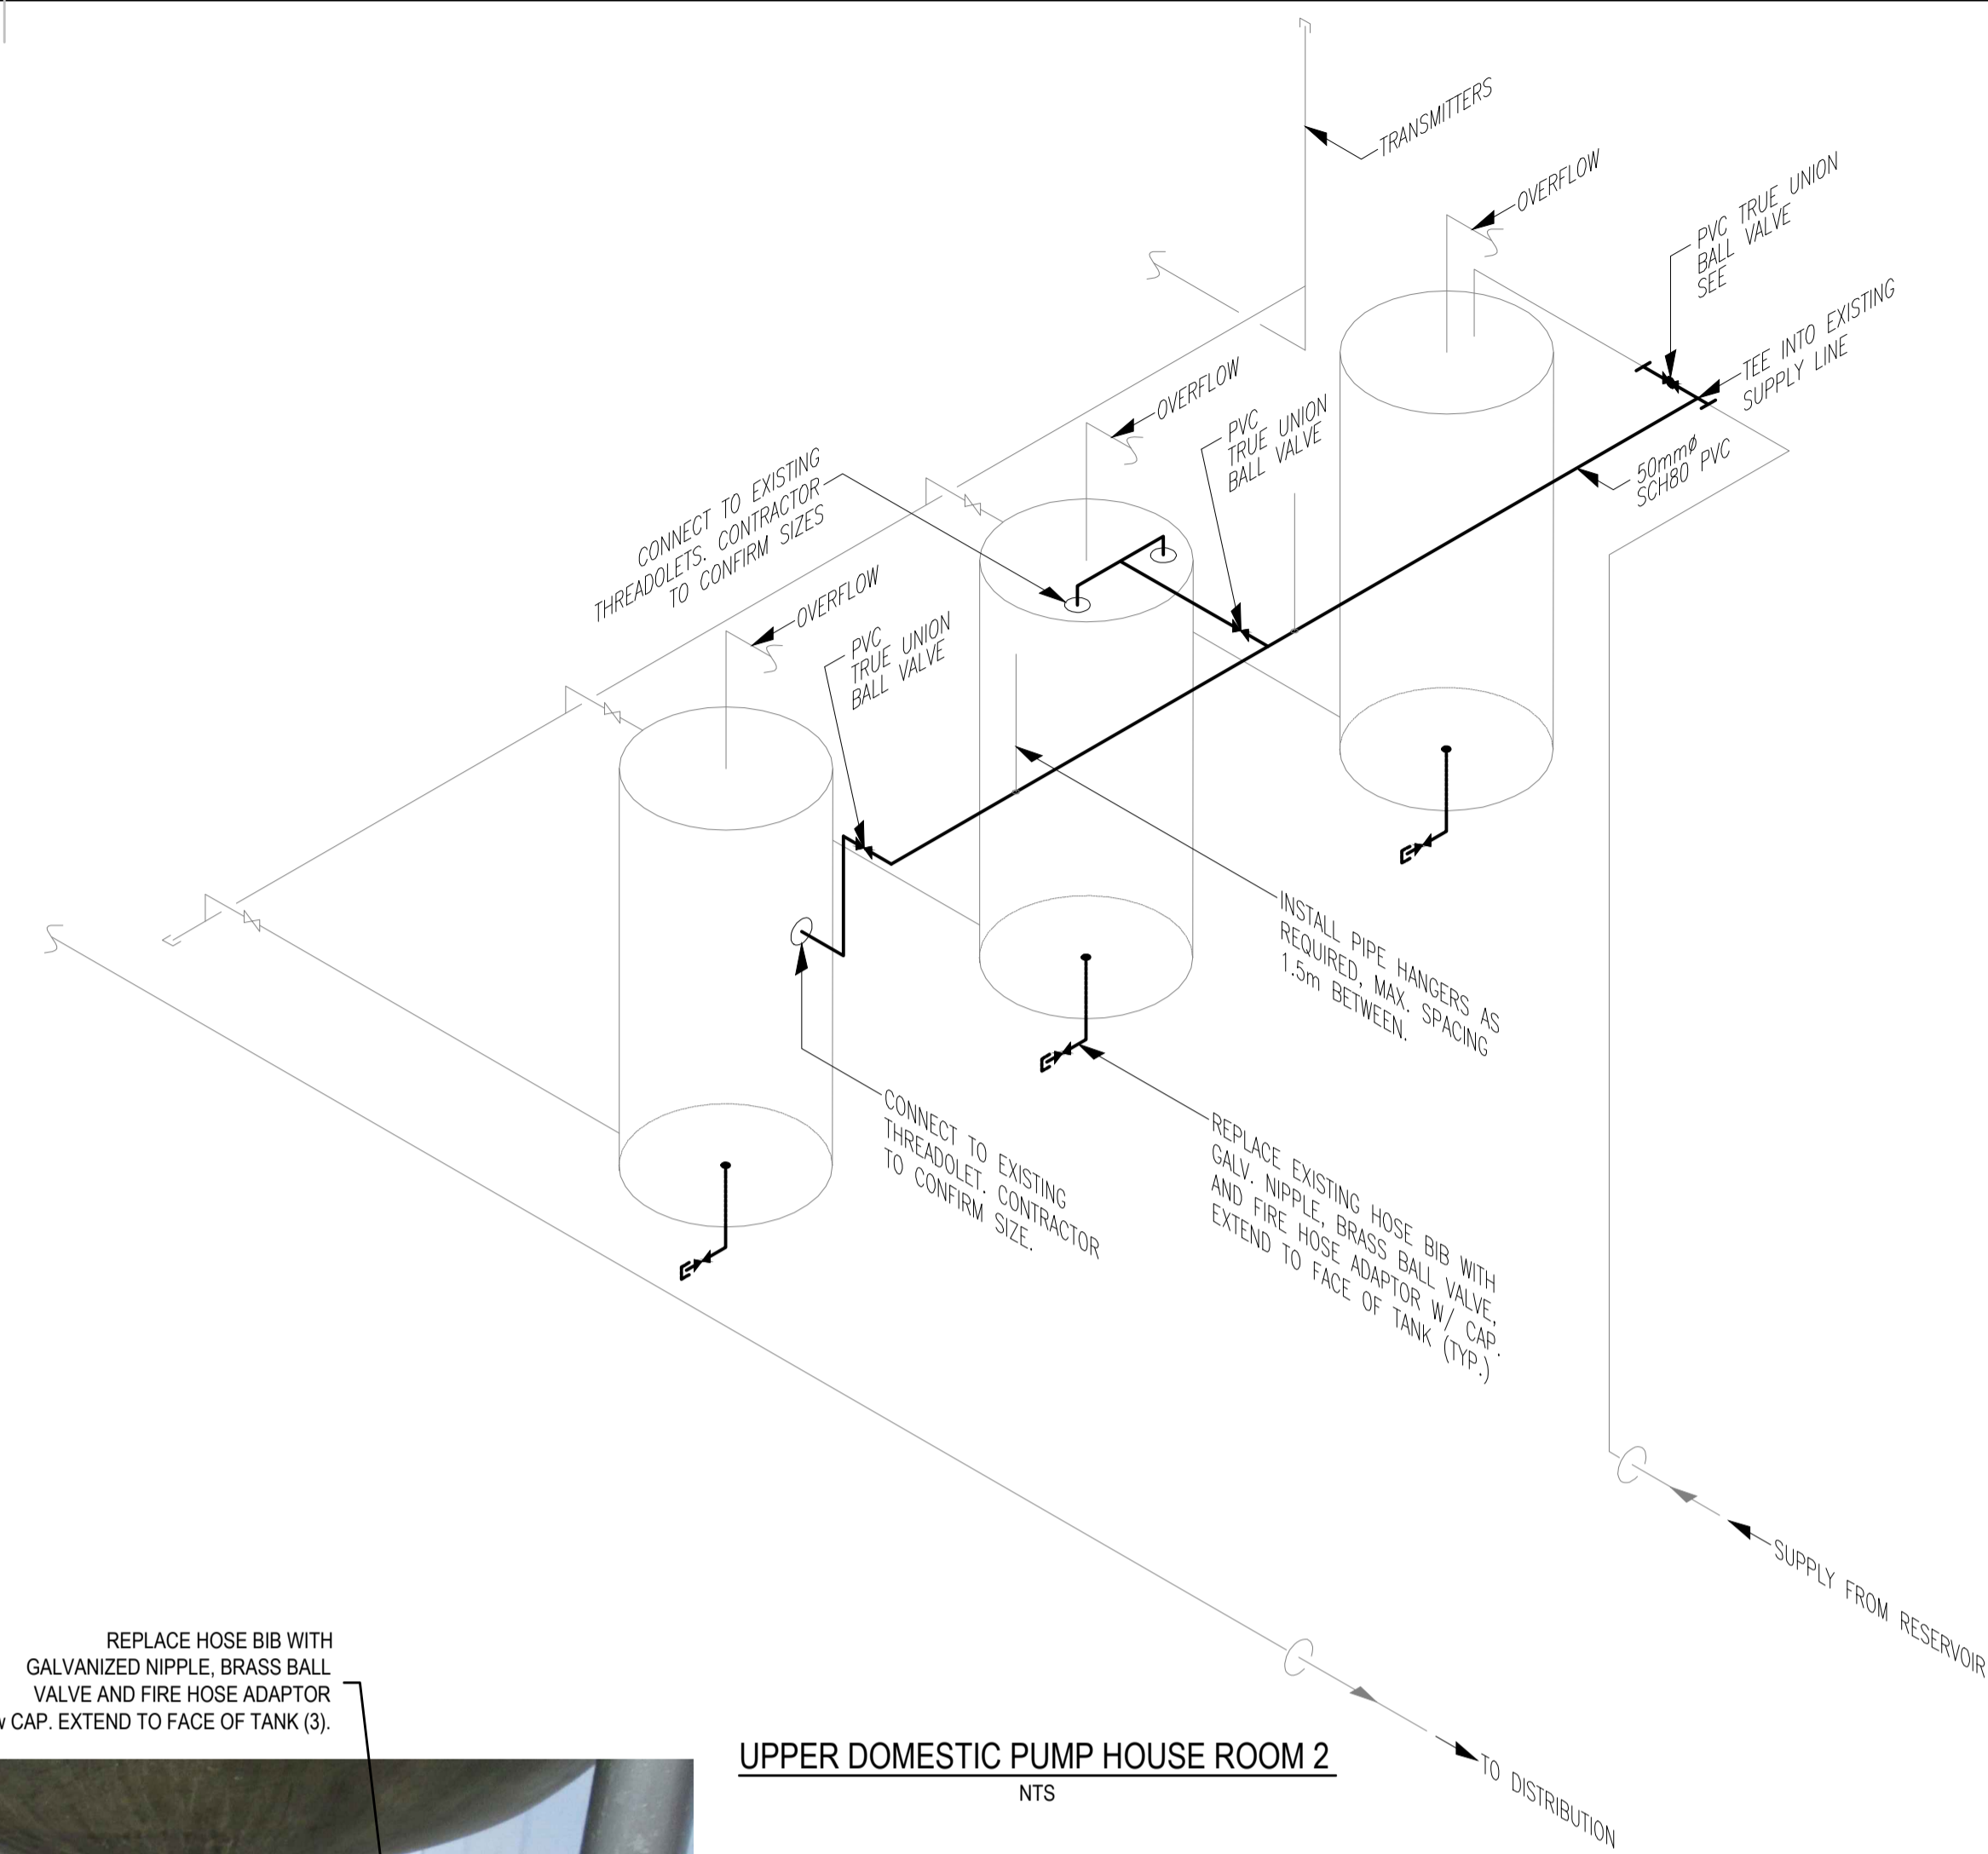 TRANSMITTERS
OVERFLOW
PVC TRUE UNION
BALL VALVE
SEE
TEE INTO EXISTING
SUPPLY LINE
OVERFLOW
PVC
TRUE UNION
BALL VALVE
50mmø
SCH80 PVC
CONNECT TO EXISTING
THREADOLETS. CONTRACTOR
TO CONFIRM SIZES
OVERFLOW
PVC
TRUE UNION
BALL VALVE
INSTALL PIPE HANGERS AS
REQUIRED, MAX. SPACING
1.5m BETWEEN.
CONNECT TO EXISTING
THREADOLET. CONTRACTOR
TO CONFIRM SIZE.
REPLACE EXISTING HOSE BIB WITH
GALV. NIPPLE, BRASS BALL VALVE,
AND FIRE HOSE ADAPTOR W/ CAP.
EXTEND TO FACE OF TANK (TYP.)
SUPPLY FROM RESERVOIR
REPLACE HOSE BIB WITH
GALVANIZED NIPPLE, BRASS BALL
VALVE AND FIRE HOSE ADAPTOR
CAP. EXTEND TO FACE OF TANK (3).
UPPER DOMESTIC PUMP HOUSE ROOM 2
NTS
TO DISTRIBUTION